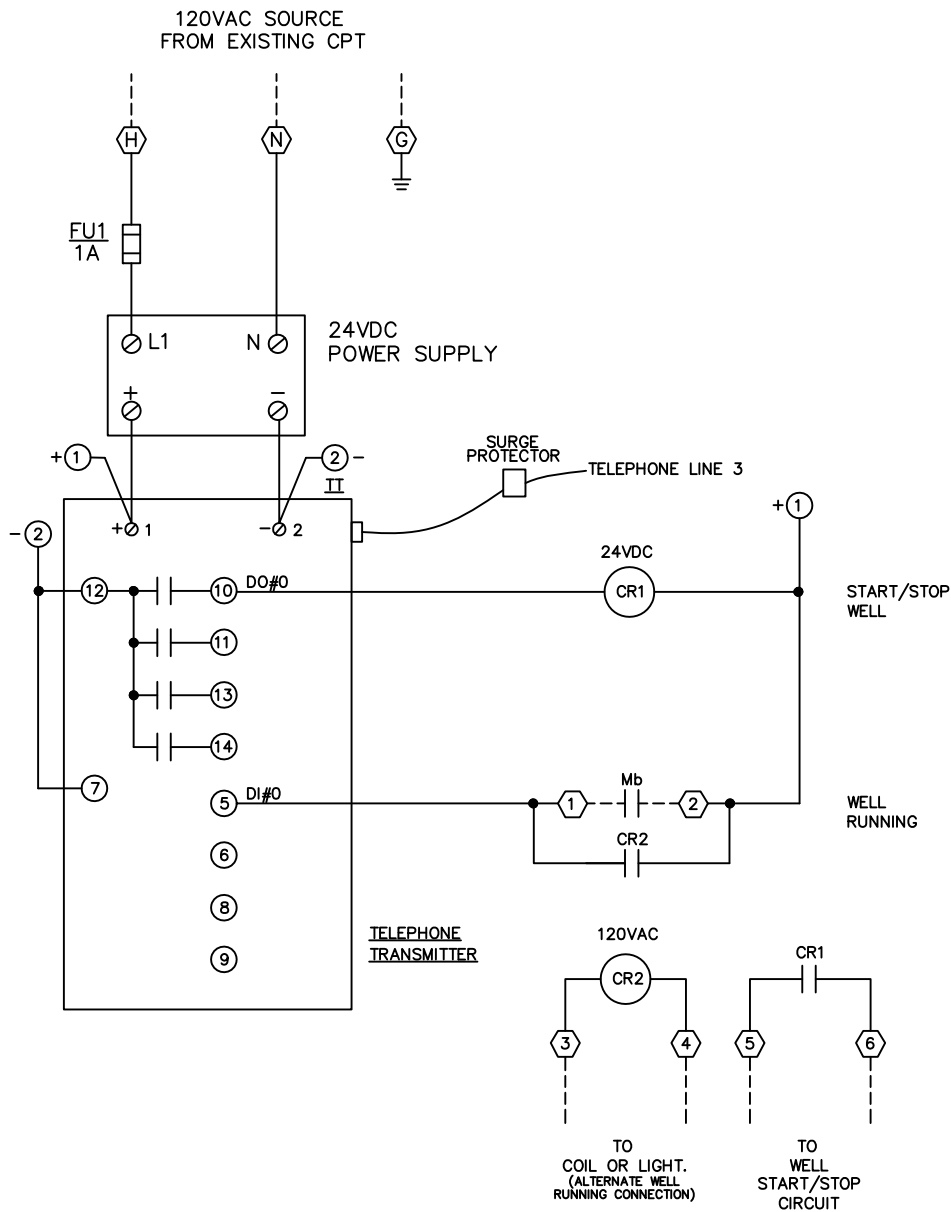 120VAC SOURCE
FROM EXISTING CPT
H
N
G
FU1
1A
L1
N
24VDC
POWER SUPPLY
+
−
+ 1
2 -
TT
SURGE
PROTECTOR
TELEPHONE LINE 3
- 2
+ 1
- 2
+ 1
24VDC
12
10
DO#0
CR1
START/STOP
WELL
11
13
14
7
5
DI#0
1
Mb
2
WELL
RUNNING
CR2
6
8
9
TELEPHONE
TRANSMITTER
120VAC
CR2
CR1
3
4
5
6
TO
COIL OR LIGHT.
(ALTERNATE WELL
RUNNING CONNECTION)
TO
WELL
START/STOP
CIRCUIT